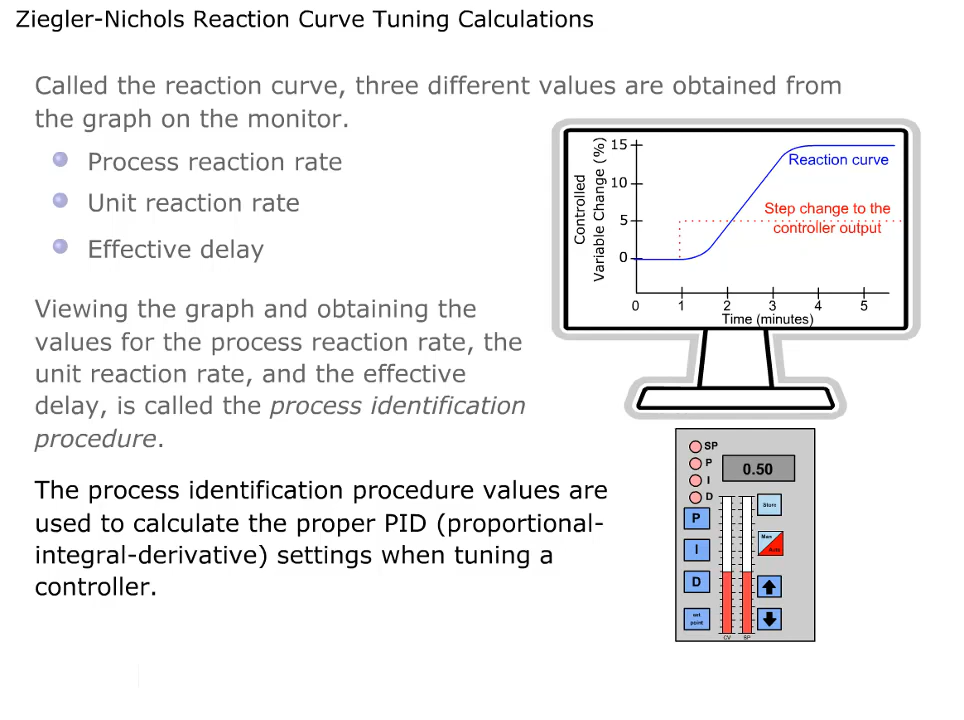 Ziegler-Nichols Reaction Curve Tuning Calculations
Called the reaction curve, three different values are obtained from
the graph on the monitor.
Process reaction rate
Unit reaction rate
Effective delay
Viewing the graph and obtaining the
values for the process reaction rate, the
unit reaction rate, and the effective
delay, is called the process identification
procedure.
The process identification procedure values are
used to calculate the proper PID (proportional-
integral-derivative) settings when tuning a
controller.
Controlled
Variable Change (%)
15
10
5
0
Reaction curve
Step change to the
controller output
0 1 2 3 4 5
Time (minutes)
SP
P
I
D
0.50
P
I
D
set
point
Store
Man
Auto
CV SP